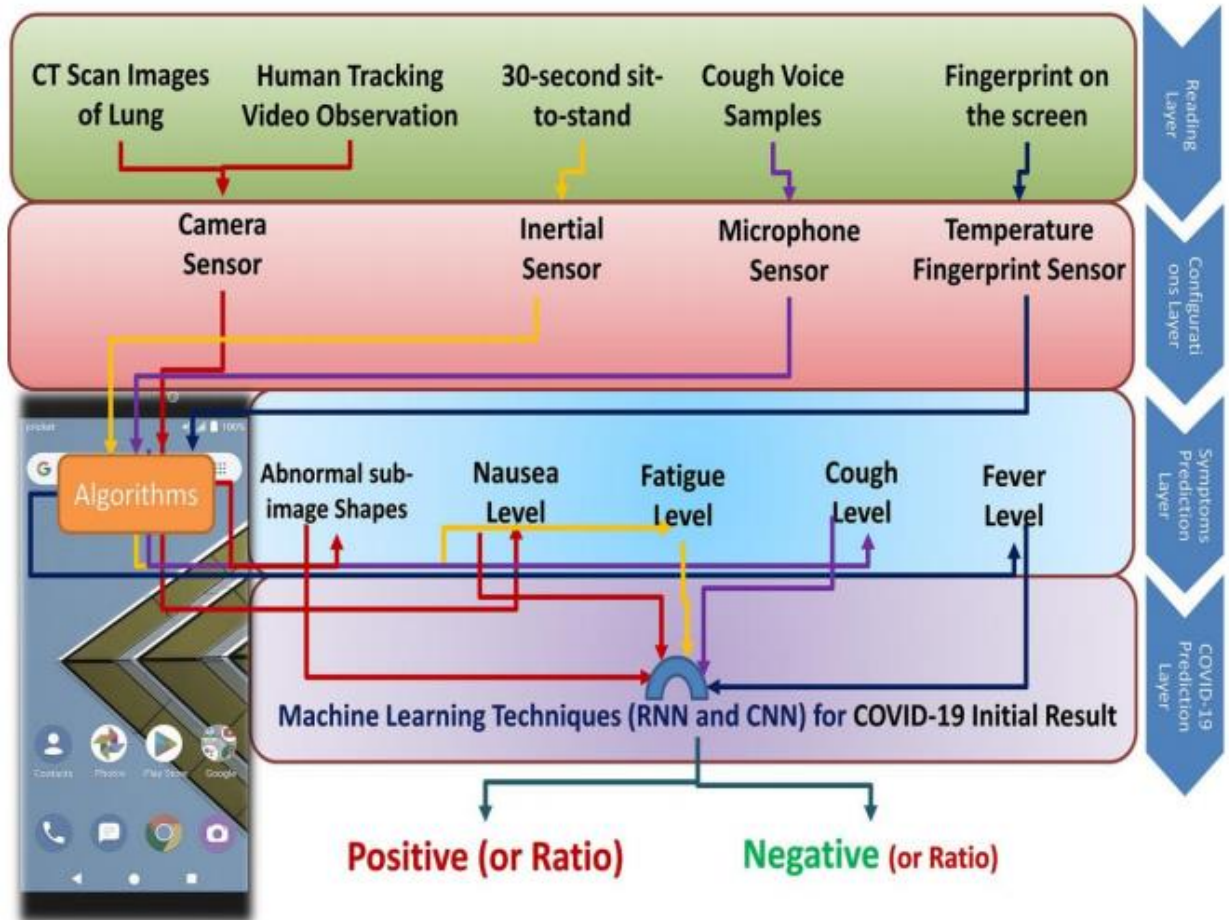 CT Scan Images
of Lung
Human Tracking
Video Observation
30-second sit-
to-stand
Cough Voice
Samples
Fingerprint on
the screen
Reading
Layer
Camera
Sensor
Inertial
Sensor
Microphone
Sensor
Temperature
Fingerprint Sensor
Configurati
ons Layer
cricket
100%
G
Algorithms
Abnormal sub-
image Shapes
Nausea
Level
Fatigue
Level
Cough
Level
Fever
Level
Symptoms
Prediction
Layer
Machine Learning Techniques (RNN and CNN) for COVID-19 Initial Result
COVID-19
Prediction
Layer
Contacts
Photos
Play Store
Google
Positive (or Ratio)
Negative (or Ratio)